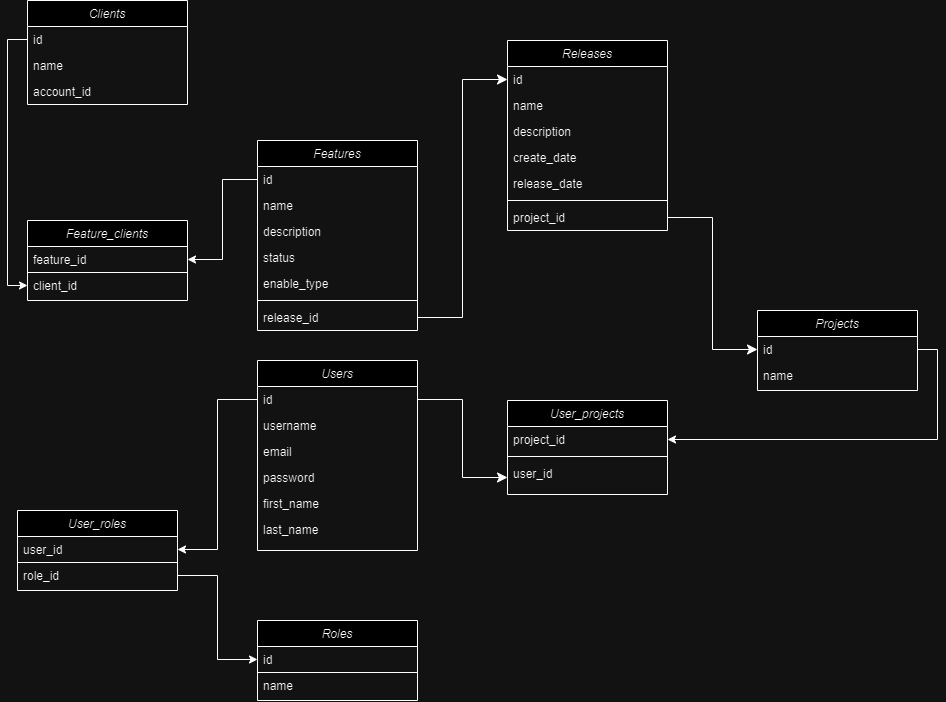 Clients
id
name
account_id
Releases
id
name
description
create_date
release_date
project_id
Features
id
name
description
status
enable_type
release_id
Feature_clients
feature_id
client_id
Projects
id
name
Users
id
username
email
password
first_name
last_name
User_projects
project_id
user_id
User_roles
user_id
role_id
Roles
id
name